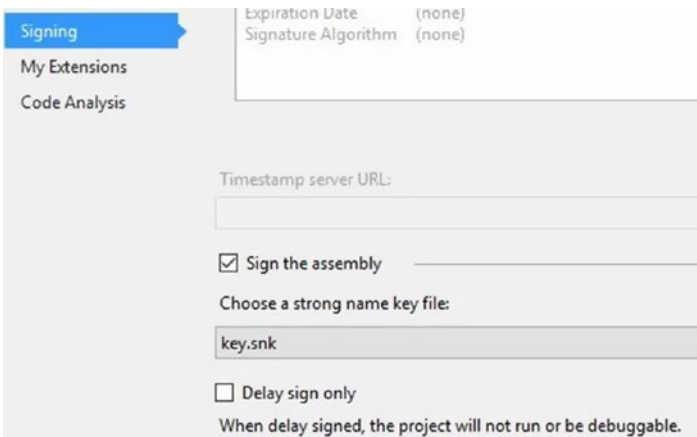 Signing
My Extensions
Code Analysis
Expiration Date (none)
Signature Algorithm (none)
Timestamp server URL:
Sign the assembly
Choose a strong name key file:
key.snk
Delay sign only
When delay signed, the project will not run or be debuggable.